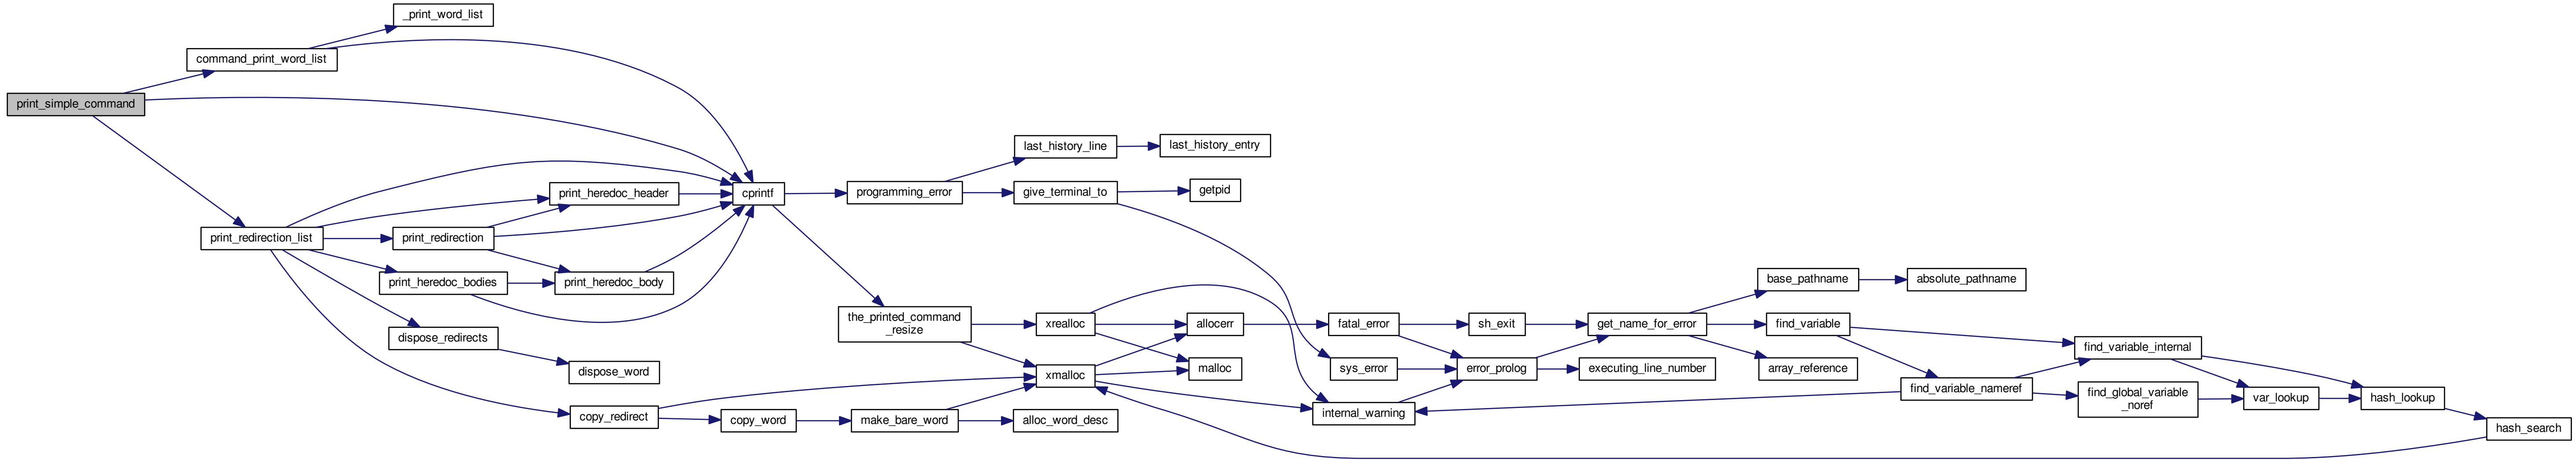 print_simple_command
command_print_word_list
_print_word_list
print_redirection_list
print_heredoc_header
print_redirection
print_heredoc_bodies
print_heredoc_body
dispose_redirects
dispose_word
copy_redirect
copy_word
make_bare_word
alloc_word_desc
cprintf
programming_error
last_history_line
last_history_entry
give_terminal_to
getpid
the_printed_command
_resize
xrealloc
xmalloc
allocerr
malloc
internal_warning
fatal_error
sys_error
sh_exit
error_prolog
get_name_for_error
executing_line_number
base_pathname
absolute_pathname
find_variable
array_reference
find_variable_internal
find_variable_nameref
find_global_variable
_noref
var_lookup
hash_lookup
hash_search